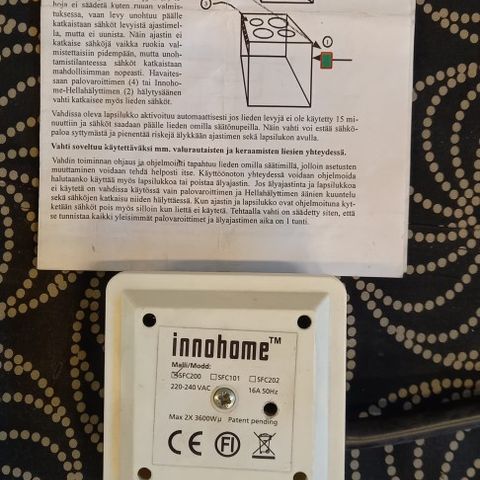 hoja ei säädetä kuten ruuan valmis-
tuksessa, vaan levy unohtuu päälle
katkaistaan sähköt levyistä ajastimel-
la, mutta ei uunista. Näin ajastin ei
katkaise sähköjä vaikka ruokia val-
mistettaisiin pidempään, mutta unoh-
tamistilanteessa sähköt katkaistaan
mahdollisimman nopeasti. Havaites-
saan palovaroittimen (4) tai Innoho-
me-Hellahälyttimen (2) hälytysäänen
vahti katkaisee myös lieden sähköt.
3
1
Vahdissa oleva lapsilukko aktivoituu automaattisesti jos lieden levyjä ei ole käytetty 15 mi-
nuuttiin ja sähköt saadaan päälle lieden omilla säätönupeilla. Näin vahti voi estää sähkö-
paloa syttymästä ja pienentää riskejä älykkään ajastimen sekä lapsilukon avulla.
Vahti soveltuu käytettäväksi mm. valurautaisten ja keraamisten liesien yhteydessä.
Vahdin toiminnan ohjaus ja ohjelmointi tapahtuu lieden omilla säätimillä, jolloin asetusten
muuttaminen voidaan tehdä helposti itse. Käyttöönoton yhteydessä voidaan ohjelmoida
halutaanko käyttää myös lapsilukkoa tai poistaa älyajastin. Jos älyajastinta ja lapsilukkoa
ei käytetä on vahdissa käytössä vain palovaroittimen ja Hellahälyttimen äänien kuuntelu
sekä sähköjen katkaisu niiden hälyttäessä. Kun ajastin ja lapsilukko ovat ohjelmoituna kyt-
ketään sähköt pois myös silloin kun liettä ei käytetä. Tehtaalla vahti on säädetty siten, että
se tunnistaa kaikki yleisimmät palovaroittimet ja älyajastimen aika on 1 tunti.
innohome™
Malli/Modd:
SFC200 SFC101 SFC202
220-240 VAC 16A 50Hz
Max 2X 3600Wµ Patent pending
CE FI